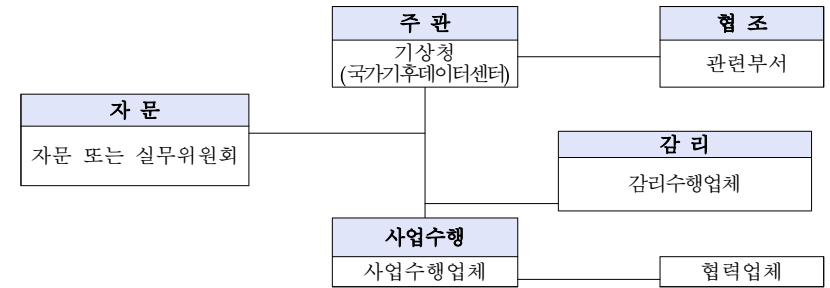 주 관
기상청
(국가기후데이터센터)
협 조
관련부서
자 문
자문 또는 실무위원회
감 리
감리수행업체
사업수행
사업수행업체
협력업체